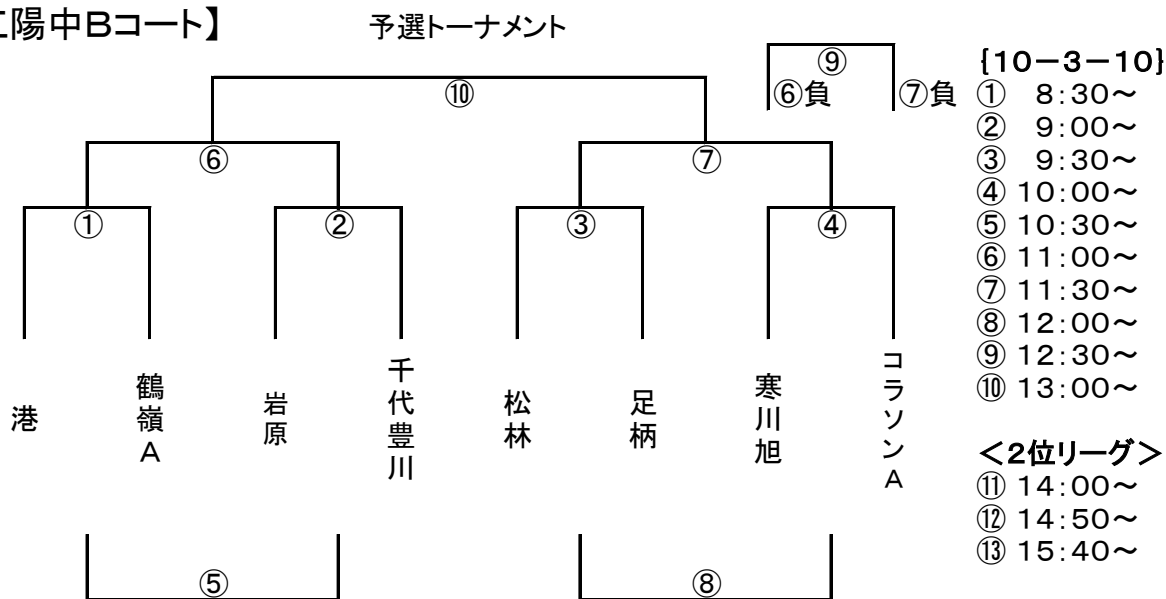 陽中Bコート】
予選トーナメント
⑨
⑥負
⑦負
⑩
⑥
⑦
①
②
③
④
港
鶴嶺A
岩原
千代豊川
松林
足柄
寒川旭
コラソンA
⑤
⑧
{10－3－10}
① 8:30～
② 9:00～
③ 9:30～
④ 10:00～
⑤ 10:30～
⑥ 11:00～
⑦ 11:30～
⑧ 12:00～
⑨ 12:30～
⑩ 13:00～
＜2位リーグ＞
⑪ 14:00～
⑫ 14:50～
⑬ 15:40～